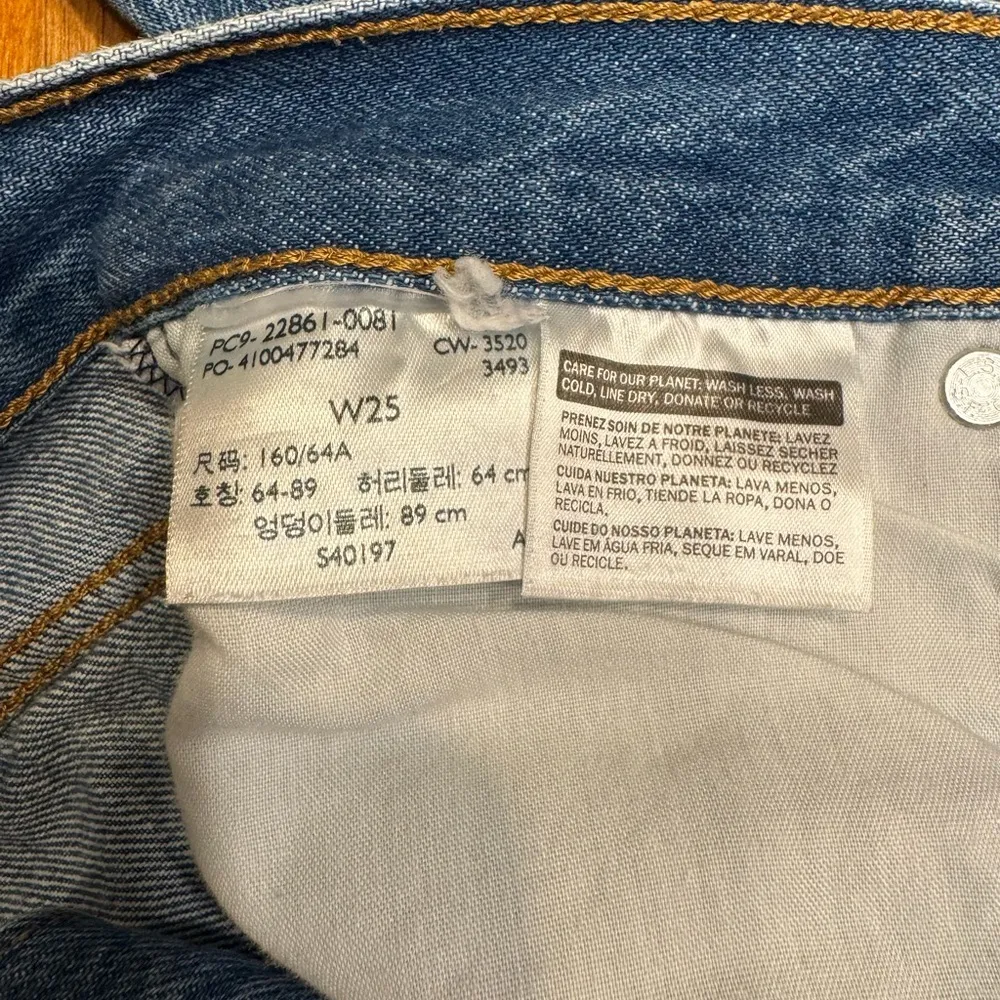 PC9-22861-0081
PO-4100477284
CW-3520
3493
W25
尺码: 160/64A
호칭: 64-89 허리둘레: 64 cm
엉덩이둘레: 89 cm
S40197
A
CARE FOR OUR PLANET: WASH LESS, WASH
COLD, LINE DRY, DONATE OR RECYCLE
PRENEZ SOIN DE NOTRE PLANETE: LAVEZ
MOINS, LAVEZ A FROID, LAISSEZ SECHER
NATURELLEMENT, DONNEZ OU RECYCLEZ
CUIDA NUESTRO PLANETA: LAVA MENOS,
LAVA EN FRIO, TIENDE LA ROPA, DONA O
RECICLA.
CUIDE DO NOSSO PLANETA: LAVE MENOS,
LAVE EM ÁGUA FRIA, SEQUE EM VARAL, DOE
OU RECICLE.